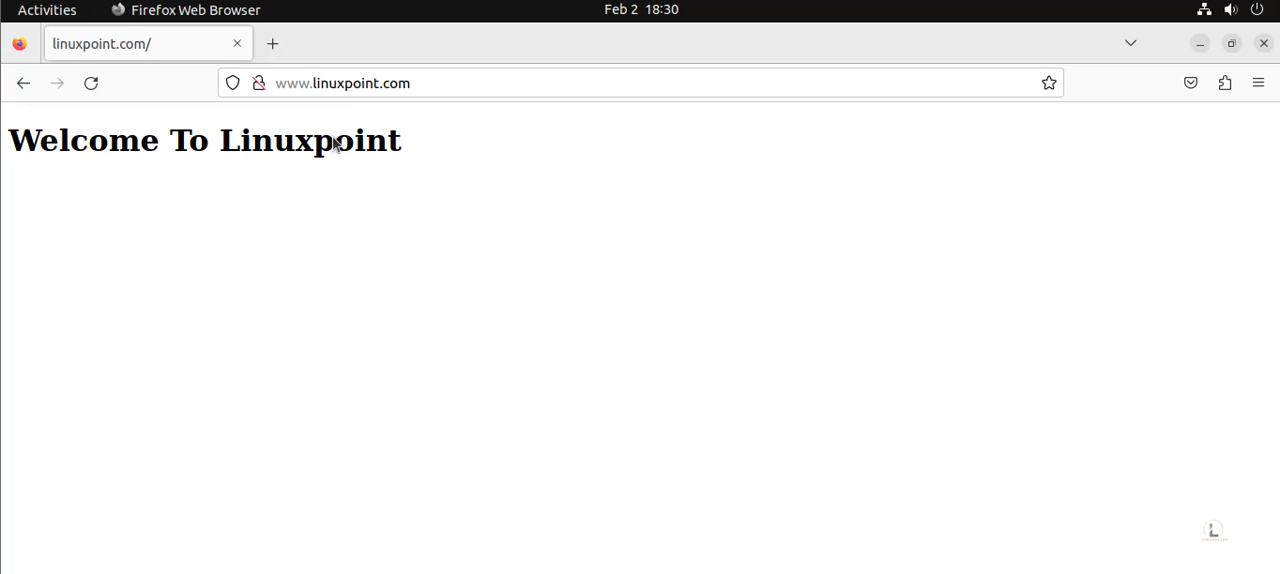 Activities Firefox Web Browser Feb 2 18:30
linuxpoint.com/
www.linuxpoint.com
Welcome To Linuxpoint
L